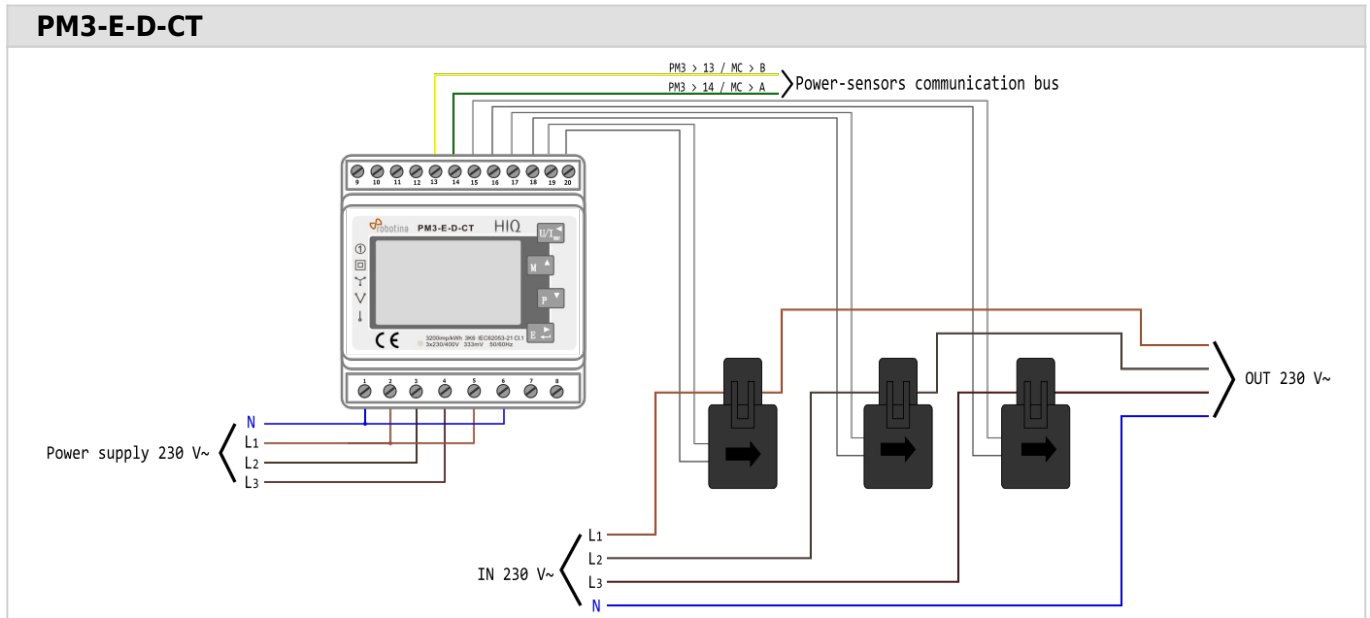 PM3-E-D-CT
PM3 > 13 / MC > B
PM3 > 14 / MC > A
Power-sensors communication bus
9 10 11 12 13 14 15 16 17 18 19 20
robotina PM3-E-D-CT HIQ
U/I
M
P
E
CE 3200imp/kWh 3K6 IEC62053-21 Cl.1
3x230/400V 333mV 50/60Hz
1 2 3 4 5 6 7 8
Power supply 230 V~
N
L1
L2
L3
OUT 230 V~
IN 230 V~
L1
L2
L3
N